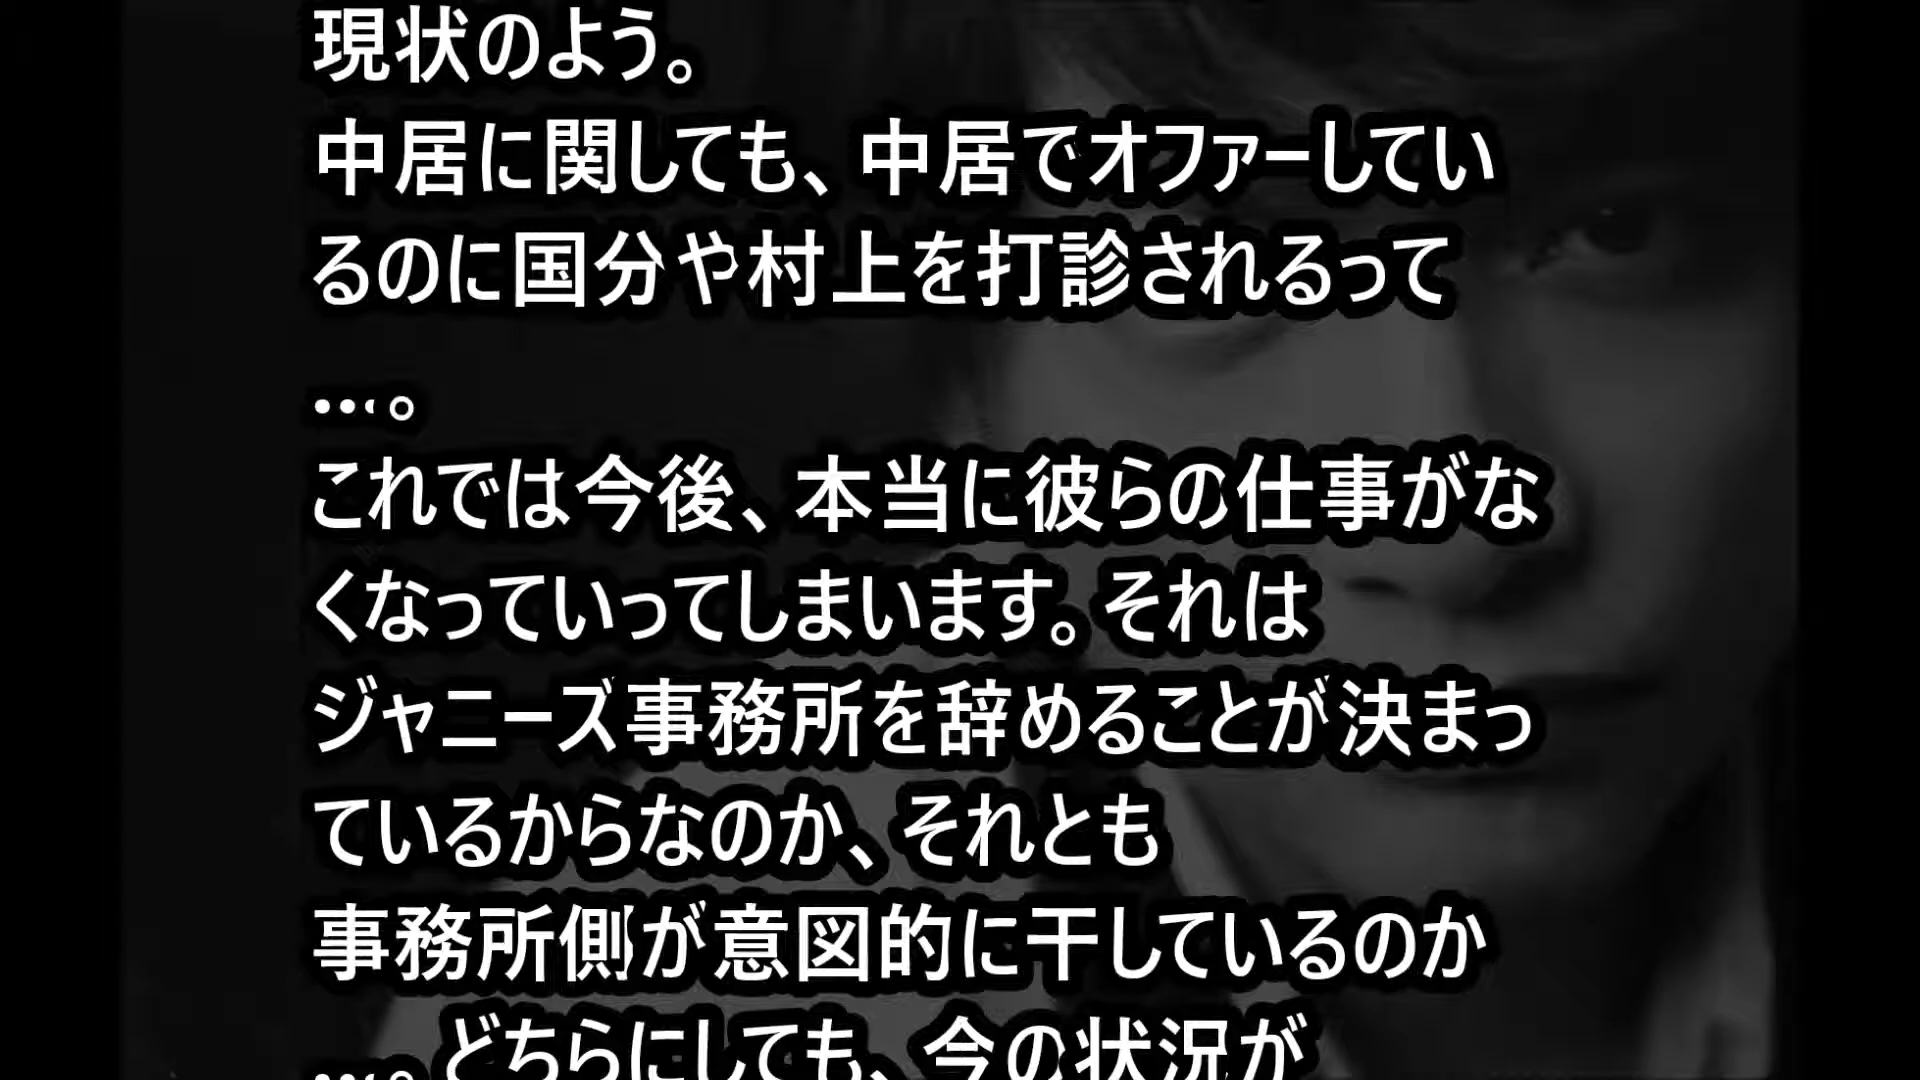 現状のよう。
中居に関しても、中居でオファーしてい
るのに国分や村上を打診されるって
…。
これでは今後、本当に彼らの仕事がな
くなっていってしまいます。それは
ジャニーズ事務所を辞めることが決まっ
ているからなのか、それとも
事務所側が意図的に干しているのか
…。どちらにしても、今の状況が